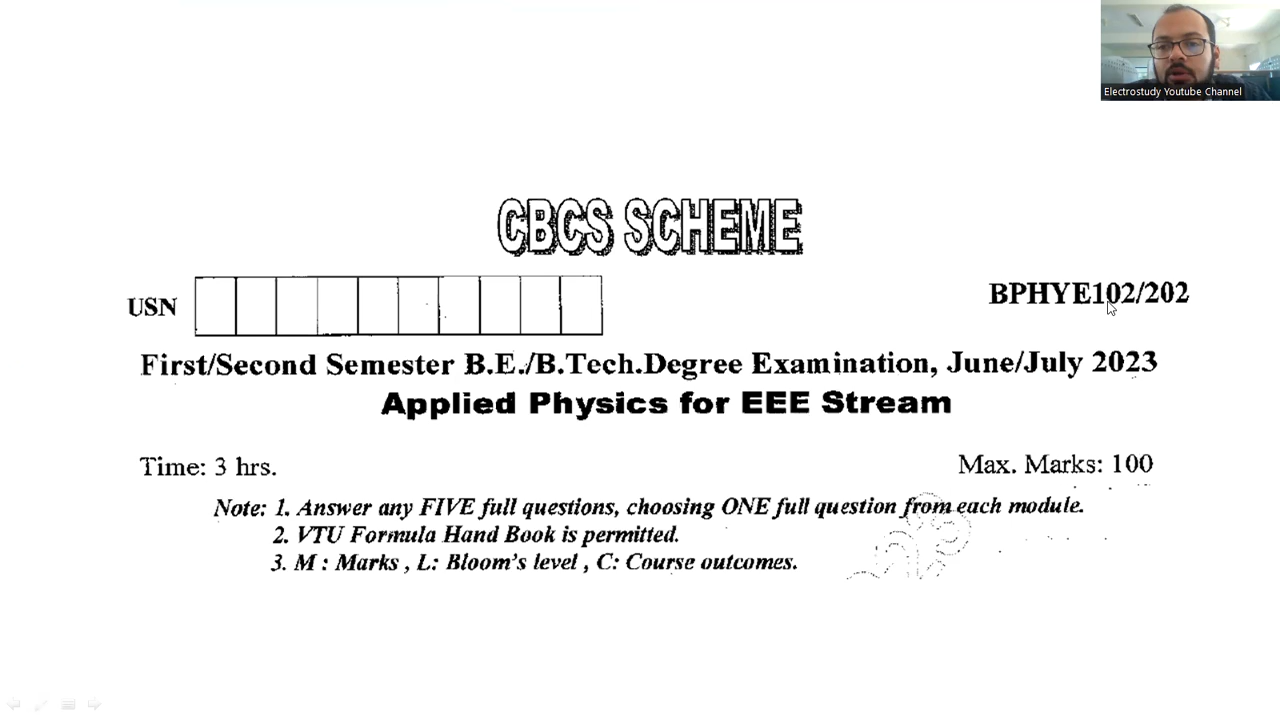 Electrostudy Youtube Channel
CBCS SCHEME
USN
BPHYE102/202
First/Second Semester B.E./B.Tech.Degree Examination, June/July 2023
Applied Physics for EEE Stream
Time: 3 hrs.
Max. Marks: 100
Note: 1. Answer any FIVE full questions, choosing ONE full question from each module.
2. VTU Formula Hand Book is permitted.
3. M : Marks , L: Bloom's level , C: Course outcomes.